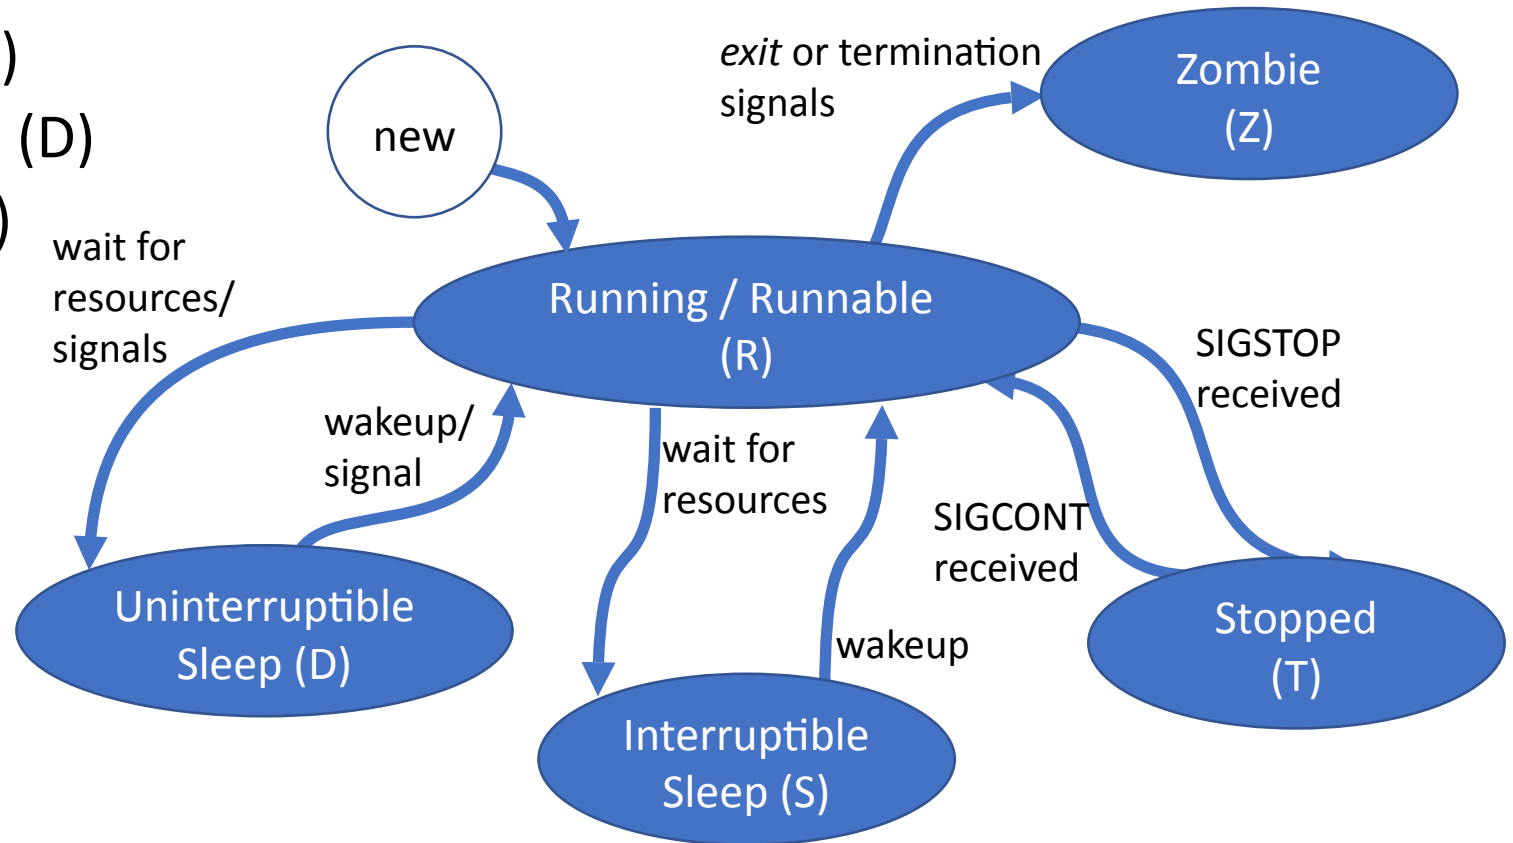 )
(D)
)
new
exit or termination
signals
Zombie
(Z)
wait for
resources/
signals
Running / Runnable
(R)
SIGSTOP
received
wakeup/
signal
wait for
resources
SIGCONT
received
wakeup
Uninterruptible
Sleep (D)
Interruptible
Sleep (S)
Stopped
(T)